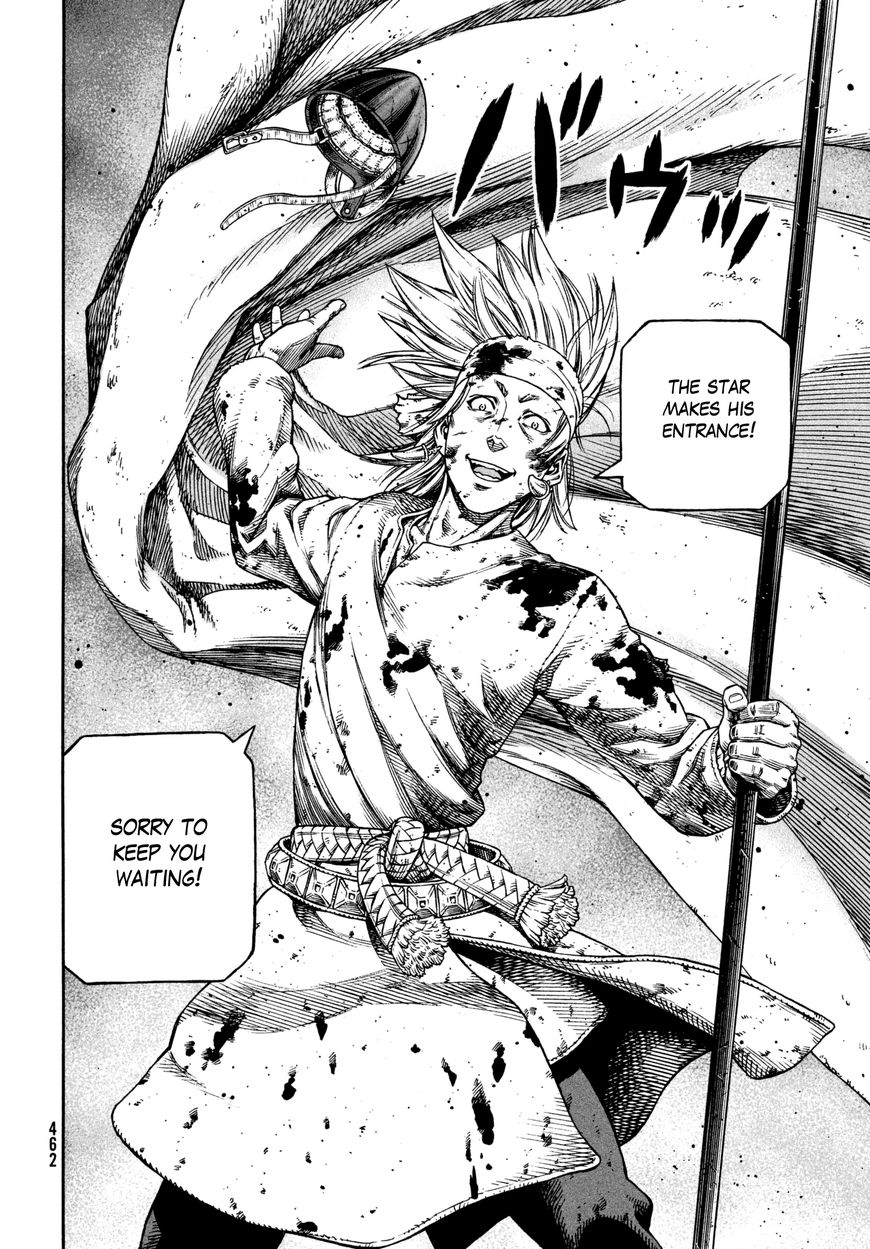 バウッ
THE STAR
MAKES HIS
ENTRANCE!
SORRY TO
KEEP YOU
WAITING!
462